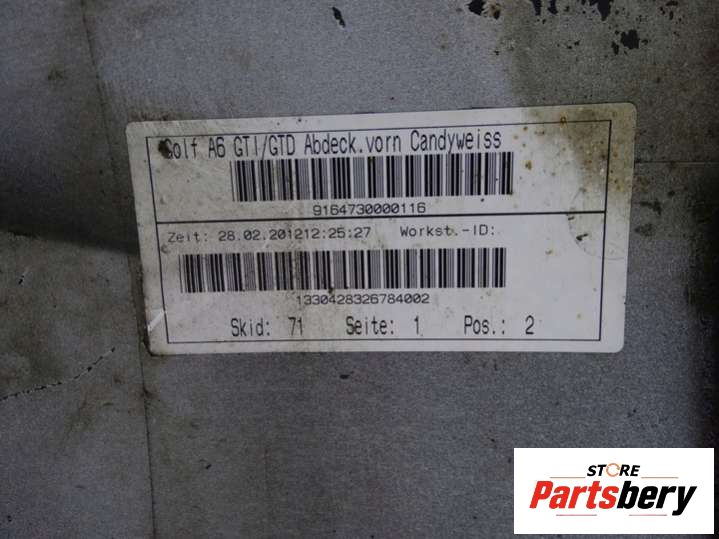 Golf A6 GTI/GTD Abdeck.vorn Candyweiss
9164730000116
Zeit: 28.02.201212:25:27 Workst.-ID:
1330428326784002
Skid: 71 Seite: 1 Pos.: 2
STORE
Partsbery